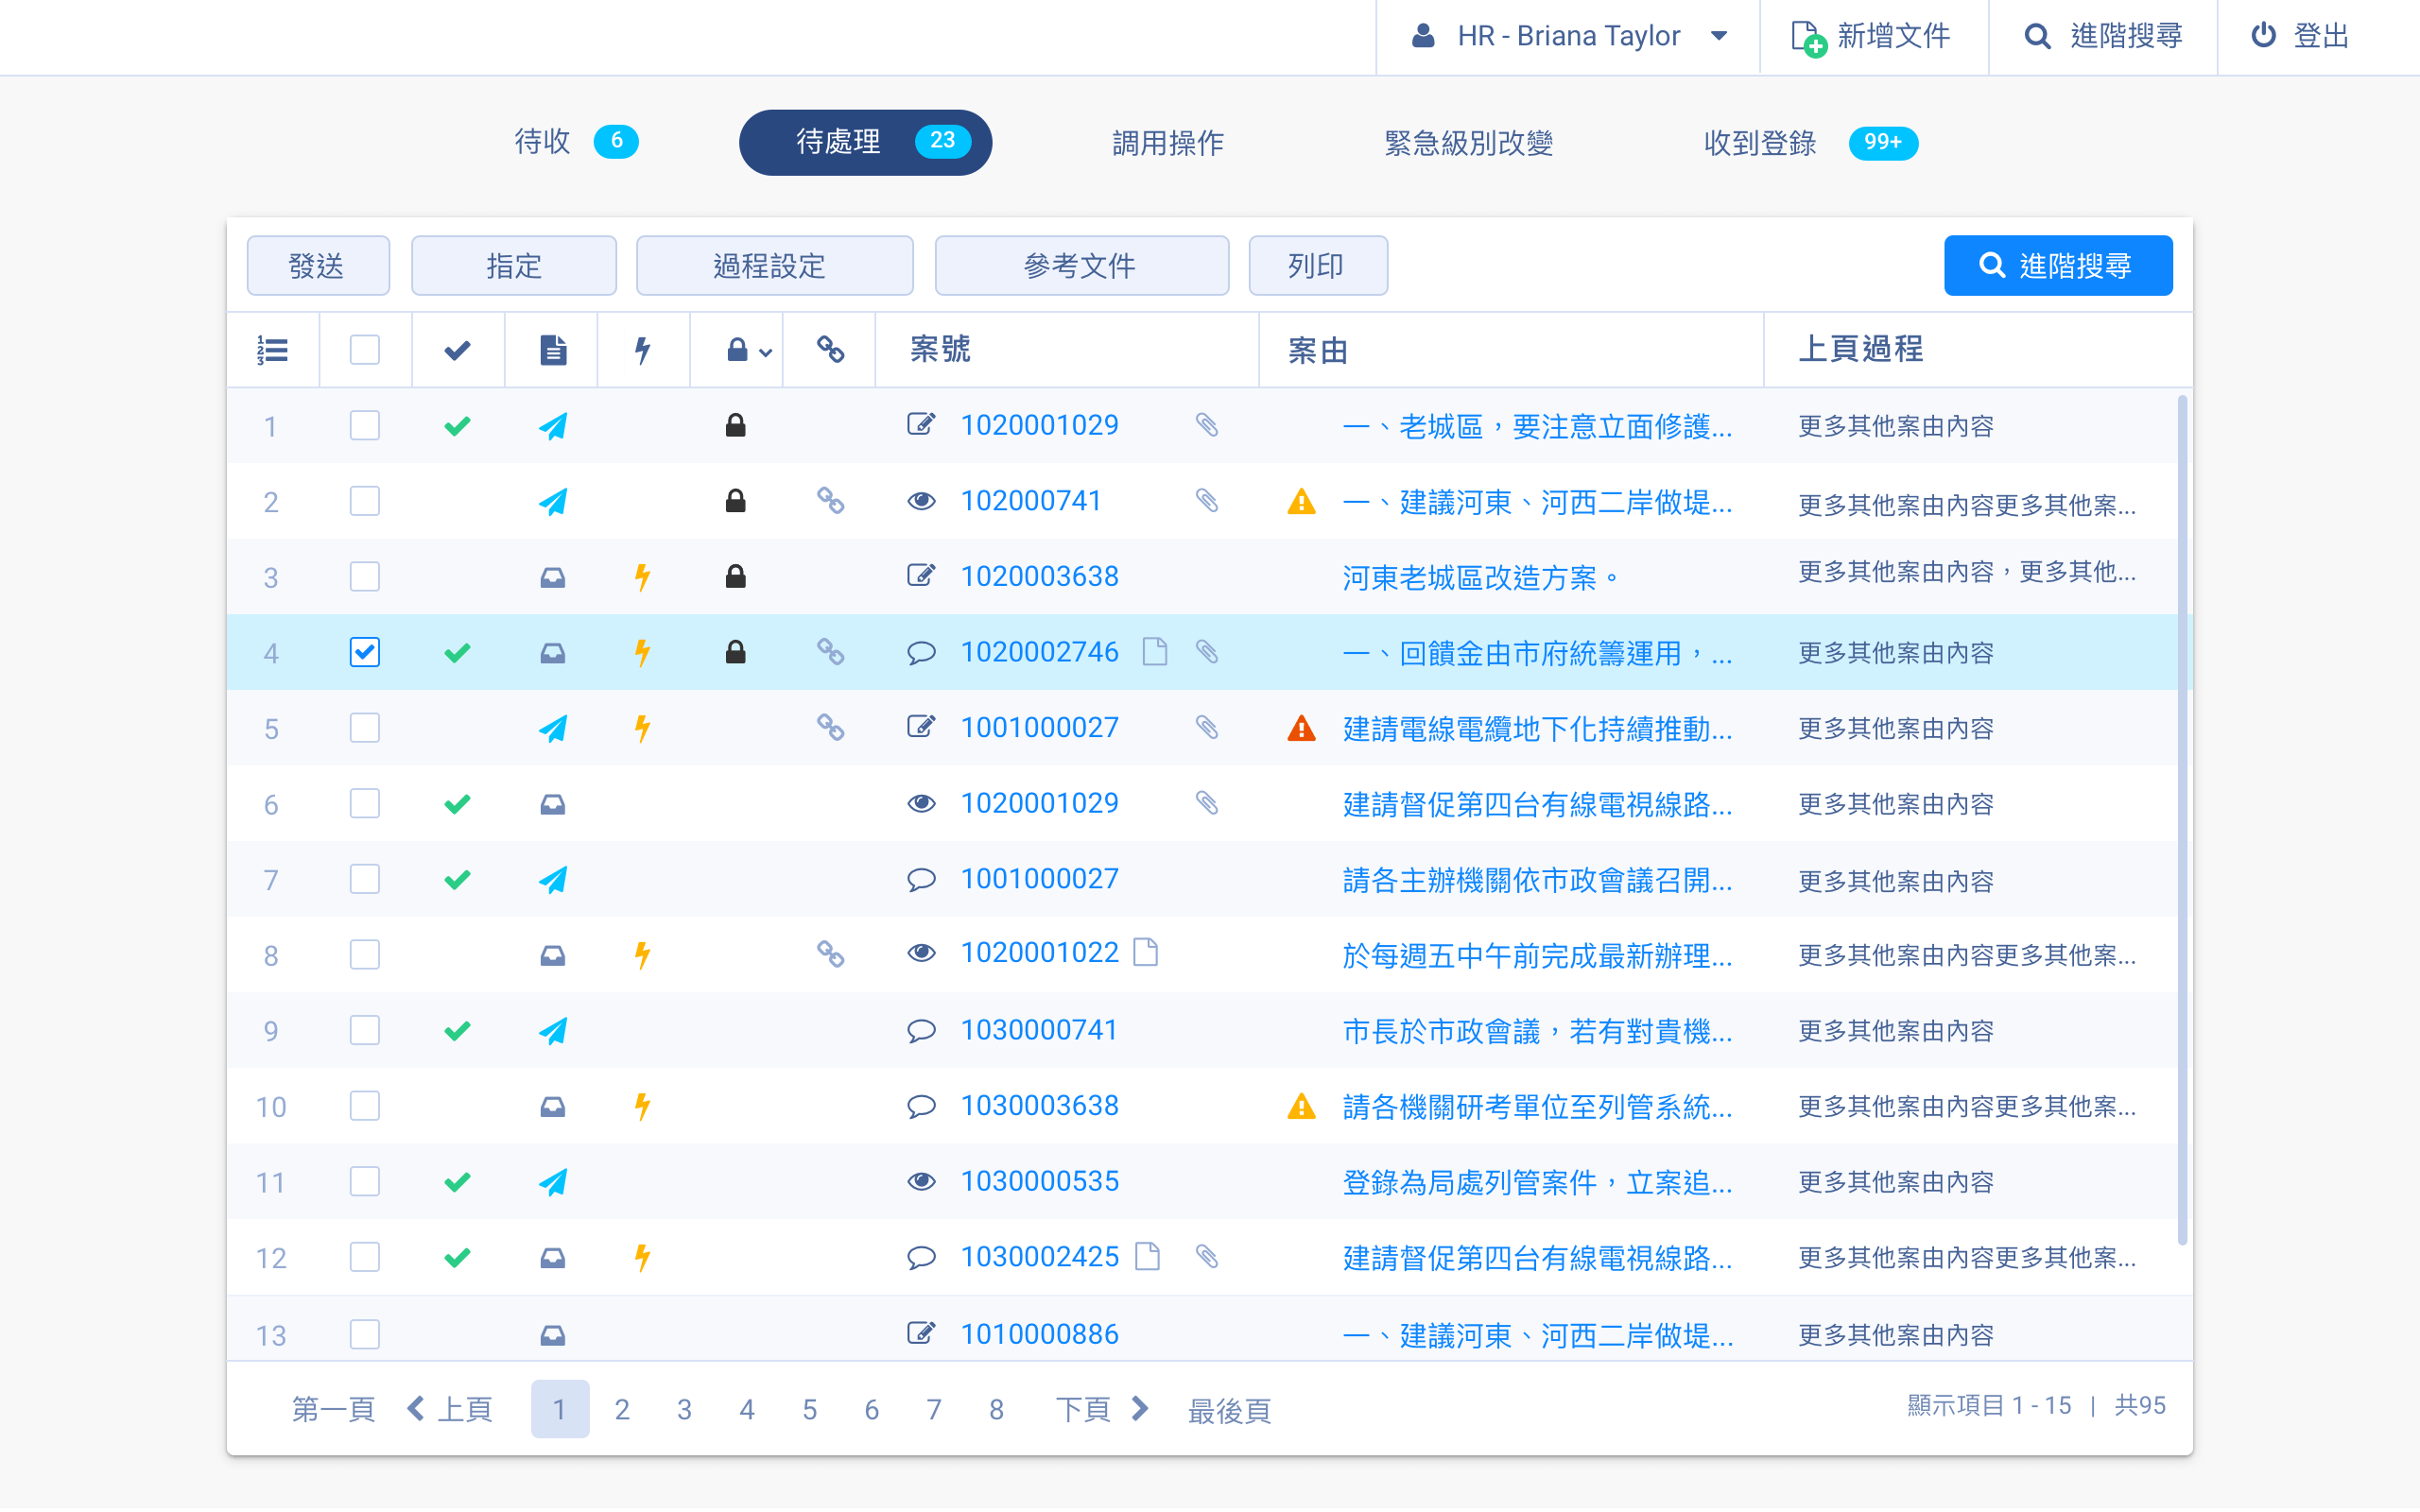 HR - Briana Taylor 新增文件 進階搜尋 登出
待收 6 待處理 23 調用操作 緊急級別改變 收到登錄 99+
發送 指定 過程設定 參考文件 列印 進階搜尋
案號 案由 上頁過程
1 1020001029 一、老城區，要注意立面修護... 更多其他案由內容
2 102000741 一、建議河東、河西二岸做堤... 更多其他案由內容更多其他案...
3 1020003638 河東老城區改造方案。 更多其他案由內容，更多其他...
4 1020002746 一、回饋金由市府統籌運用，... 更多其他案由內容
5 1001000027 建請電線電纜地下化持續推動... 更多其他案由內容
6 1020001029 建請督促第四台有線電視線路... 更多其他案由內容
7 1001000027 請各主辦機關依市政會議召開... 更多其他案由內容
8 1020001022 於每週五中午前完成最新辦理... 更多其他案由內容更多其他案...
9 1030000741 市長於市政會議，若有對貴機... 更多其他案由內容
10 1030003638 請各機關研考單位至列管系統... 更多其他案由內容更多其他案...
11 1030000535 登錄為局處列管案件，立案追... 更多其他案由內容
12 1030002425 建請督促第四台有線電視線路... 更多其他案由內容更多其他案...
13 1010000886 一、建議河東、河西二岸做堤... 更多其他案由內容
第一頁 上頁 1 2 3 4 5 6 7 8 下頁 最後頁 顯示項目 1 - 15 | 共95